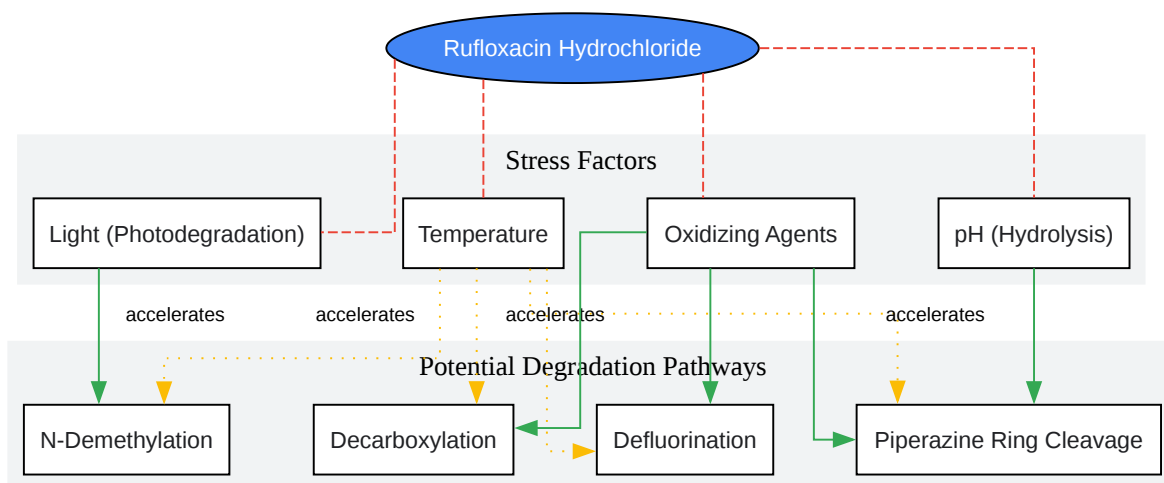 Rufloxacin Hydrochloride
Stress Factors
Light (Photodegradation)
Temperature
Oxidizing Agents
pH (Hydrolysis)
accelerates
accelerates
accelerates
accelerates
Potential Degradation Pathways
N-Demethylation
Decarboxylation
Defluorination
Piperazine Ring Cleavage